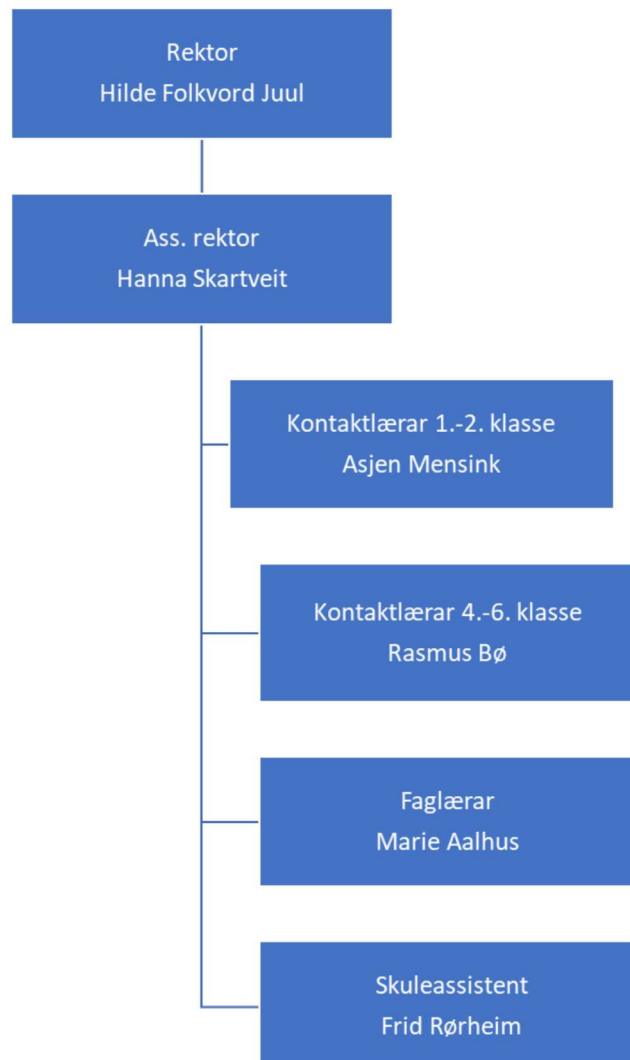 Rektor
Hilde Folkvord Juul
Ass. rektor
Hanna Skartveit
Kontaktlærar 1.-2. klasse
Asjen Mensink
Kontaktlærar 4.-6. klasse
Rasmus Bø
Faglærar
Marie Aalhus
Skuleassistent
Frid Rørheim